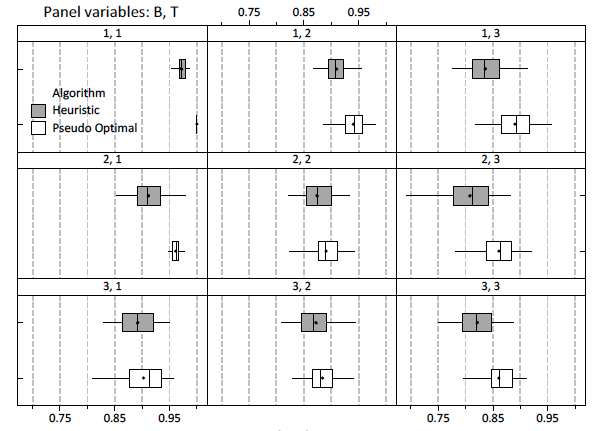 Panel variables: B, T
0.75 0.85 0.95
1, 1 1, 2 1, 3
Algorithm
Heuristic
Pseudo Optimal
2, 1 2, 2 2, 3
3, 1 3, 2 3, 3
0.75 0.85 0.95 0.75 0.85 0.95